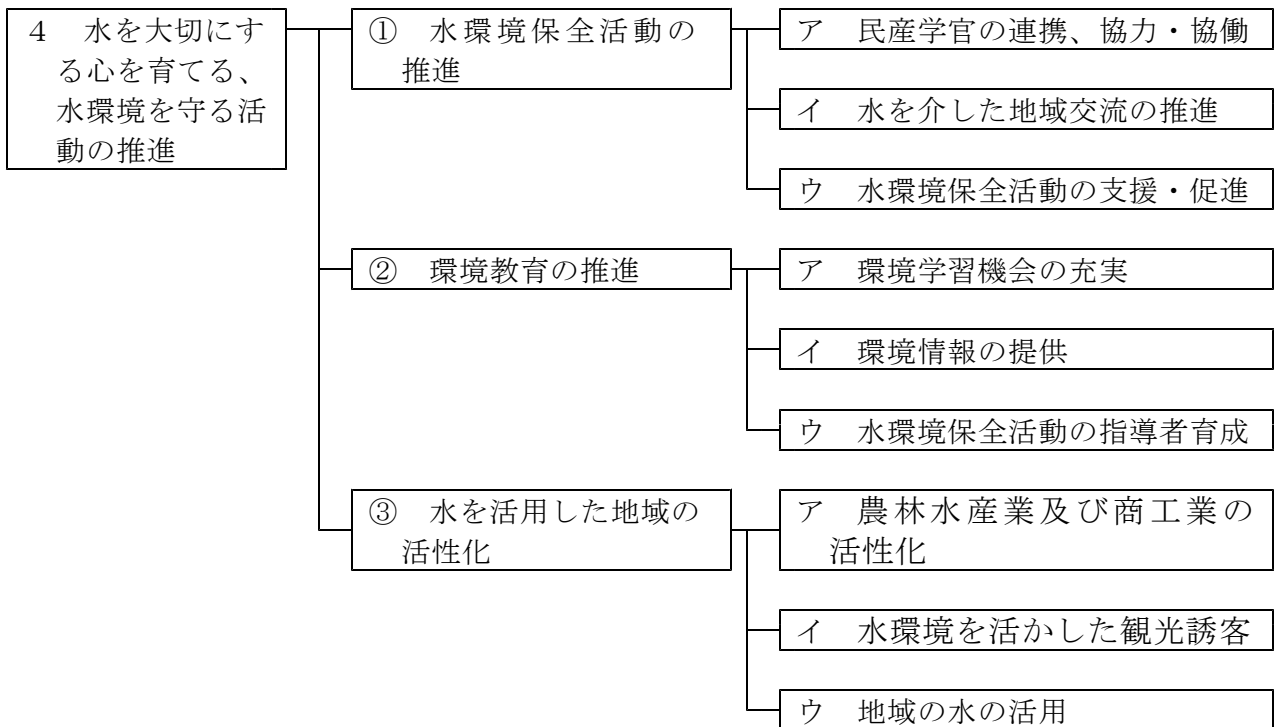 ４　水を大切にす
る心を育てる、
水環境を守る活
動の推進
①　水環境保全活動の
推進
ア　民産学官の連携、協力・協働
イ　水を介した地域交流の推進
ウ　水環境保全活動の支援・促進
②　環境教育の推進
ア　環境学習機会の充実
イ　環境情報の提供
ウ　水環境保全活動の指導者育成
③　水を活用した地域の
活性化
ア　農林水産業及び商工業の
活性化
イ　水環境を活かした観光誘客
ウ　地域の水の活用